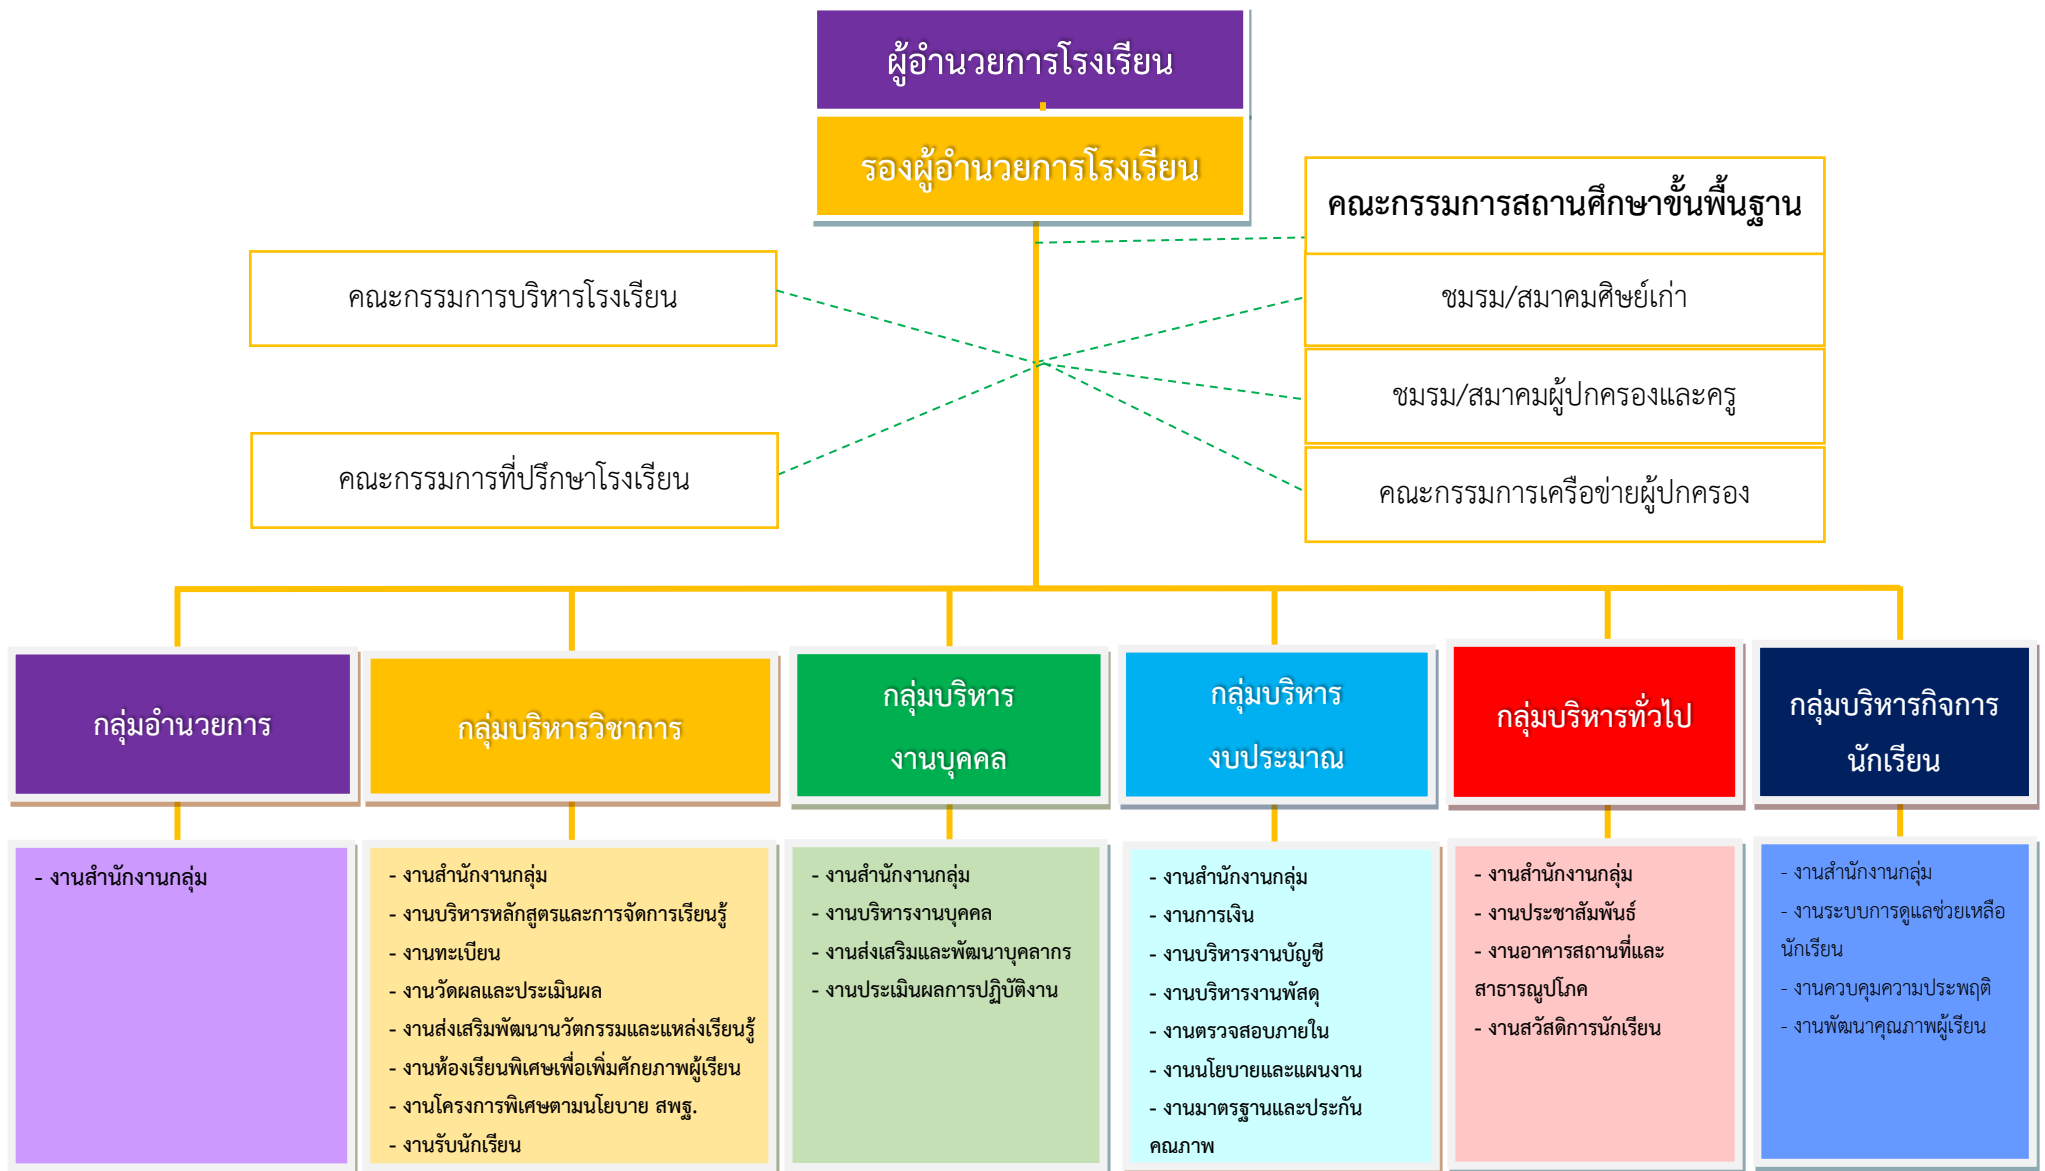 ผู้อำนวยการโรงเรียน
รองผู้อำนวยการโรงเรียน
คณะกรรมการสถานศึกษาขั้นพื้นฐาน
คณะกรรมการบริหารโรงเรียน
ชมรม/สมาคมศิษย์เก่า
ชมรม/สมาคมผู้ปกครองและครู
คณะกรรมการที่ปรึกษาโรงเรียน
คณะกรรมการเครือข่ายผู้ปกครอง
กลุ่มอำนวยการ
- งานสำนักงานกลุ่ม
กลุ่มบริหารวิชาการ
- งานสำนักงานกลุ่ม
- งานบริหารหลักสูตรและการจัดการเรียนรู้
- งานทะเบียน
- งานวัดผลและประเมินผล
- งานส่งเสริมพัฒนานวัตกรรมและแหล่งเรียนรู้
- งานห้องเรียนพิเศษเพื่อเพิ่มศักยภาพผู้เรียน
- งานโครงการพิเศษตามนโยบาย สพฐ.
- งานรับนักเรียน
กลุ่มบริหาร
งานบุคคล
- งานสำนักงานกลุ่ม
- งานบริหารงานบุคคล
- งานส่งเสริมและพัฒนาบุคลากร
- งานประเมินผลการปฏิบัติงาน
กลุ่มบริหาร
งบประมาณ
- งานสำนักงานกลุ่ม
- งานการเงิน
- งานบริหารงานบัญชี
- งานบริหารงานพัสดุ
- งานตรวจสอบภายใน
- งานนโยบายและแผนงาน
- งานมาตรฐานและประกัน
คุณภาพ
กลุ่มบริหารทั่วไป
- งานสำนักงานกลุ่ม
- งานประชาสัมพันธ์
- งานอาคารสถานที่และ
สาธารณูปโภค
- งานสวัสดิการนักเรียน
กลุ่มบริหารกิจการ
นักเรียน
- งานสำนักงานกลุ่ม
- งานระบบการดูแลช่วยเหลือ
นักเรียน
- งานควบคุมความประพฤติ
- งานพัฒนาคุณภาพผู้เรียน